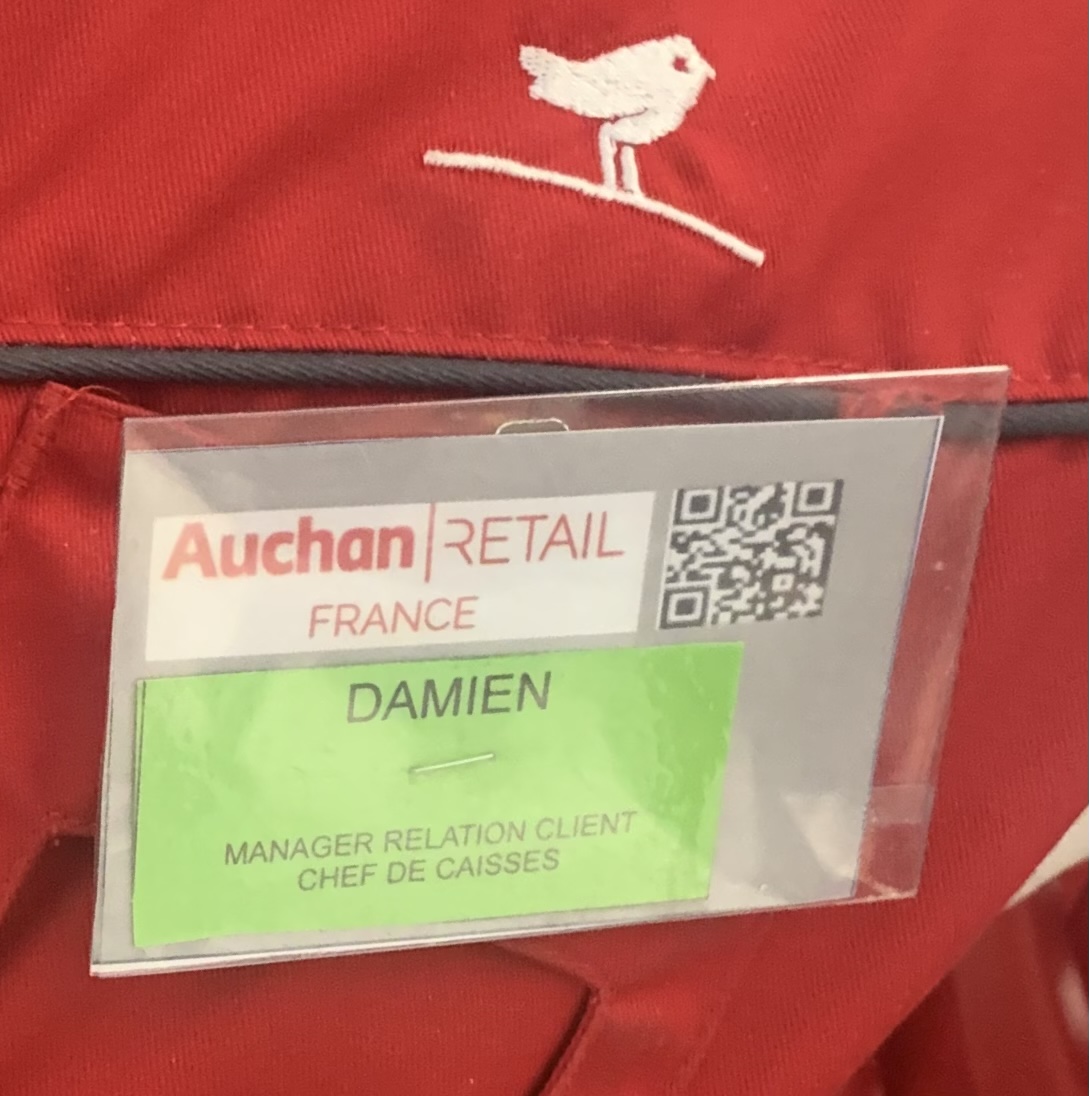 Auchan | RETAIL
FRANCE
DAMIEN
MANAGER RELATION CLIENT
CHEF DE CAISSES